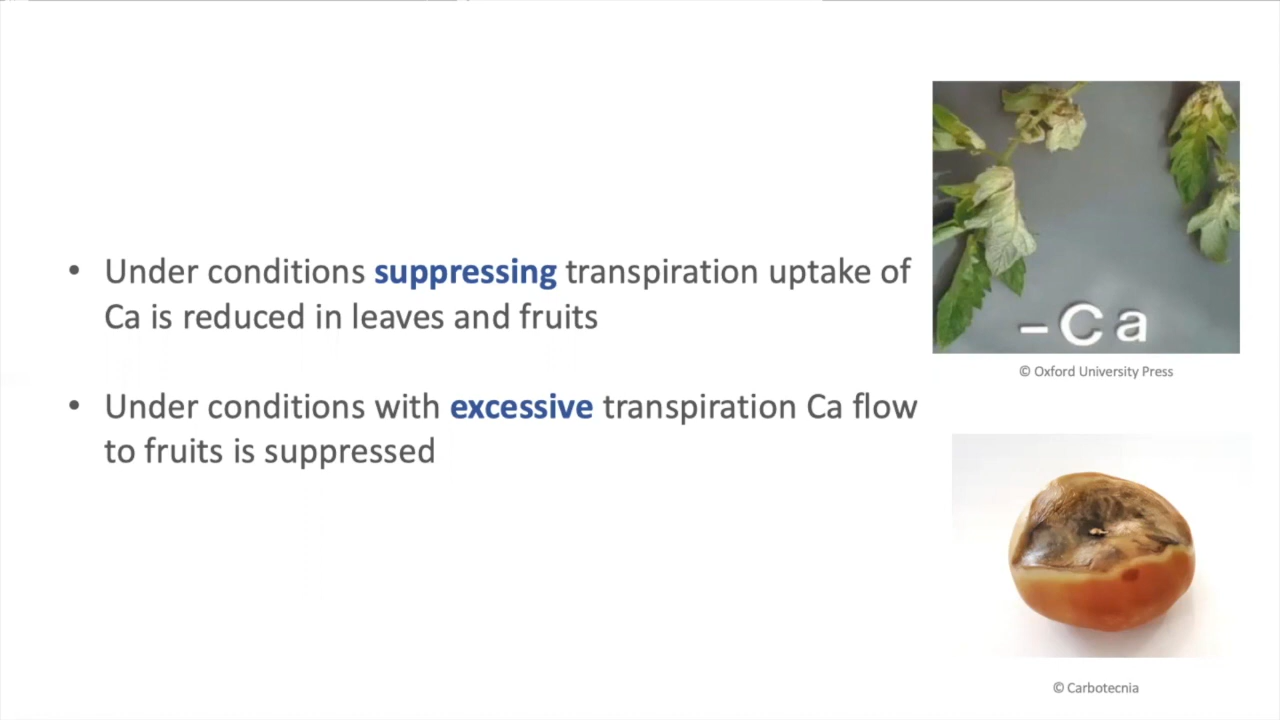 • Under conditions suppressing transpiration uptake of
Ca is reduced in leaves and fruits
• Under conditions with excessive transpiration Ca flow
to fruits is suppressed
–Ca
© Oxford University Press
© Carbotecnia